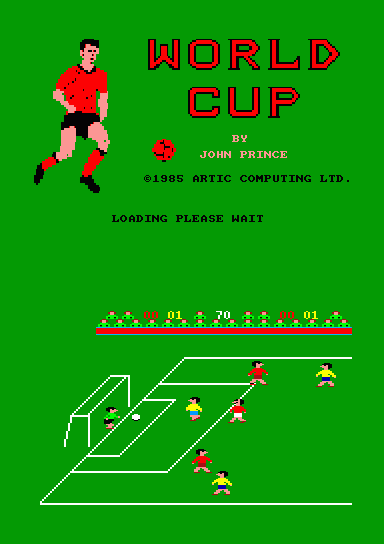 WORLD
CUP
BY
JOHN PRINCE
©1985 ARTIC COMPUTING LTD.
LOADING PLEASE WAIT
00 01 70 00 01